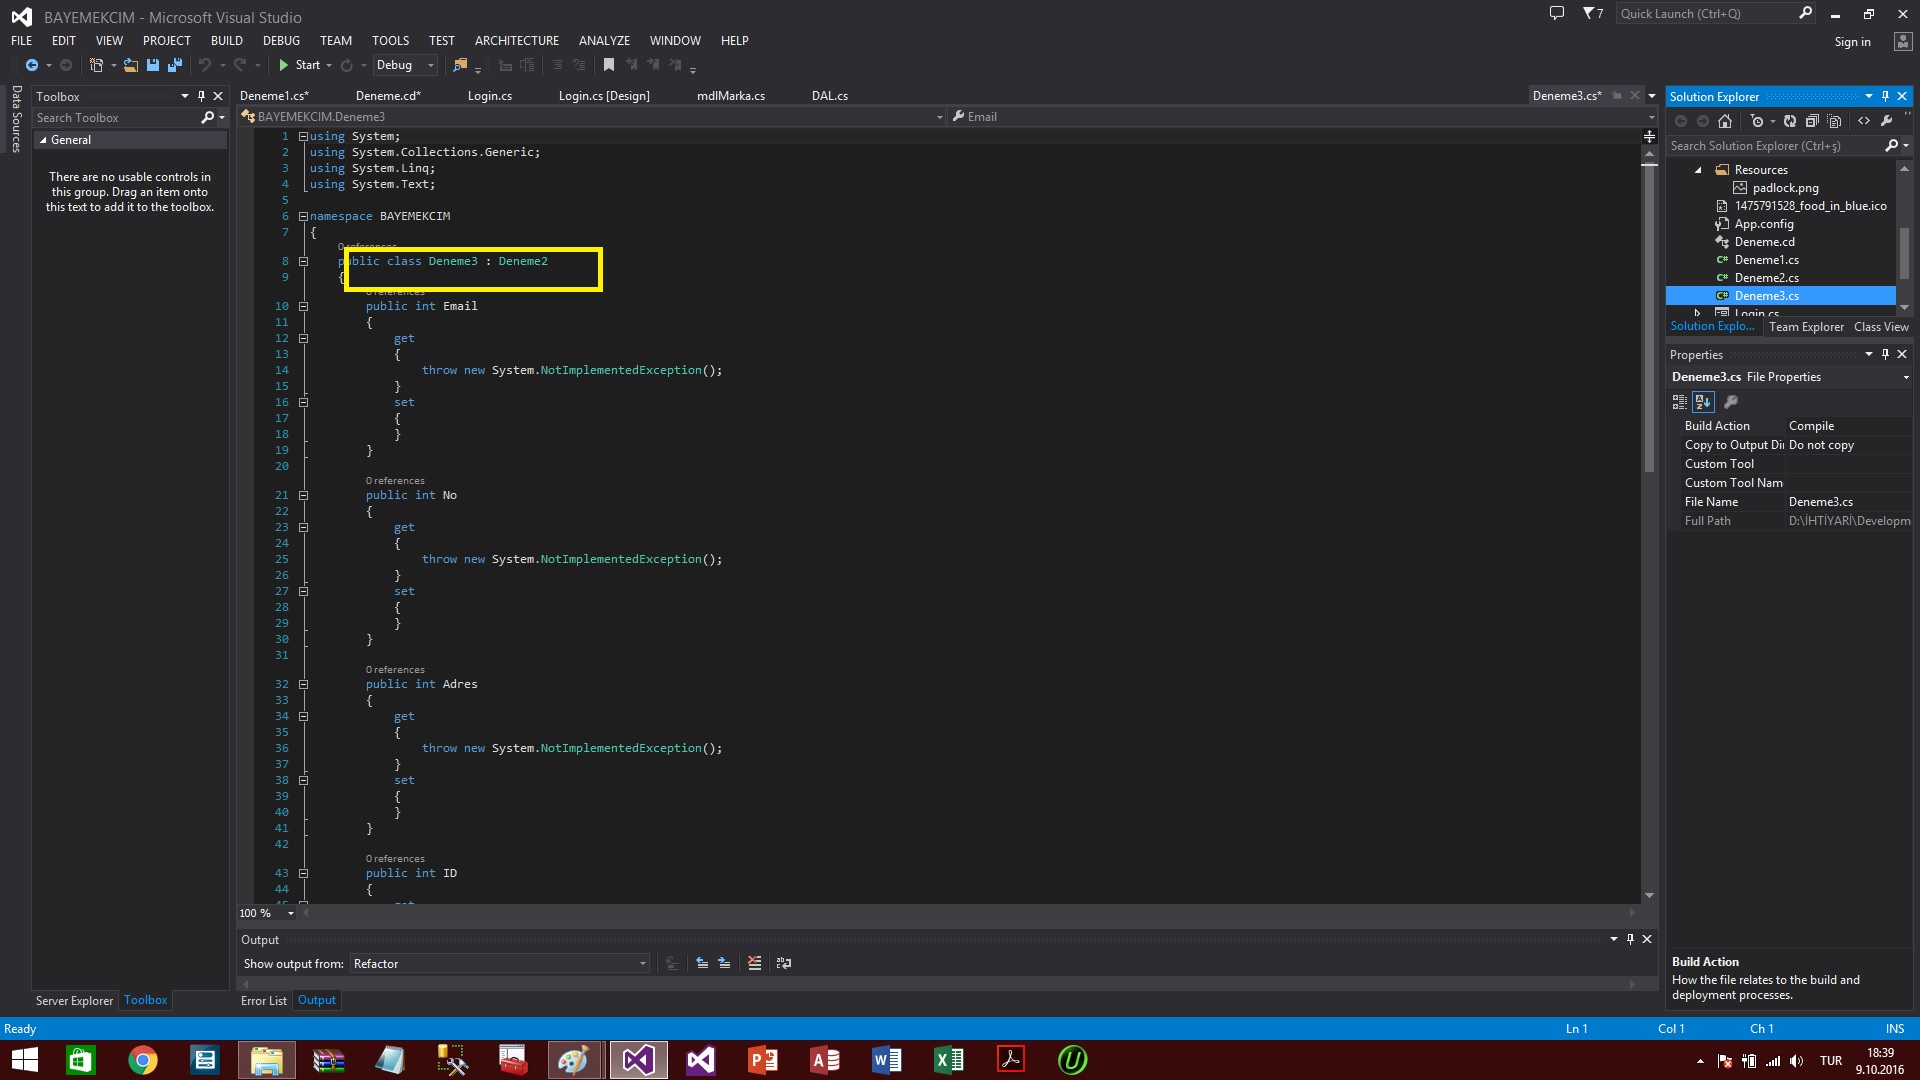 BAYEMEKCIM - Microsoft Visual Studio
7
Quick Launch (Ctrl+Q)
FILE EDIT VIEW PROJECT BUILD DEBUG TEAM TOOLS TEST ARCHITECTURE ANALYZE WINDOW HELP
Sign in
Start
Debug
Data Sources
Toolbox
Search Toolbox
General
There are no usable controls in
this group. Drag an item onto
this text to add it to the toolbox.
Server Explorer Toolbox
Deneme1.cs* Deneme.cd* Login.cs Login.cs [Design] mdlMarka.cs DAL.cs Deneme3.cs*
BAYEMEKCIM.Deneme3 Email
1 using System;
2 using System.Collections.Generic;
3 using System.Linq;
4 using System.Text;
5
6 namespace BAYEMEKCIM
7 {
0 references
8 public class Deneme3 : Deneme2
9 {
0 references
10 public int Email
11 {
12 get
13 {
14 throw new System.NotImplementedException();
15 }
16 set
17 {
18 }
19 }
20
0 references
21 public int No
22 {
23 get
24 {
25 throw new System.NotImplementedException();
26 }
27 set
28 {
29 }
30 }
31
0 references
32 public int Adres
33 {
34 get
35 {
36 throw new System.NotImplementedException();
37 }
38 set
39 {
40 }
41 }
42
0 references
43 public int ID
44 {
45 get
100 %
Output
Show output from: Refactor
Error List Output
Solution Explorer
Search Solution Explorer (Ctrl+ş)
Resources
padlock.png
1475791528_food_in_blue.ico
App.config
Deneme.cd
Deneme1.cs
Deneme2.cs
Deneme3.cs
Login.cs
Solution Explo... Team Explorer Class View
Properties
Deneme3.cs File Properties
Build Action Compile
Copy to Output Dir Do not copy
Custom Tool
Custom Tool Nam
File Name Deneme3.cs
Full Path D:\İHTİYARİ\Developm
Build Action
How the file relates to the build and
deployment processes.
Ready
Ln 1 Col 1 Ch 1 INS
TUR
18:39
9.10.2016